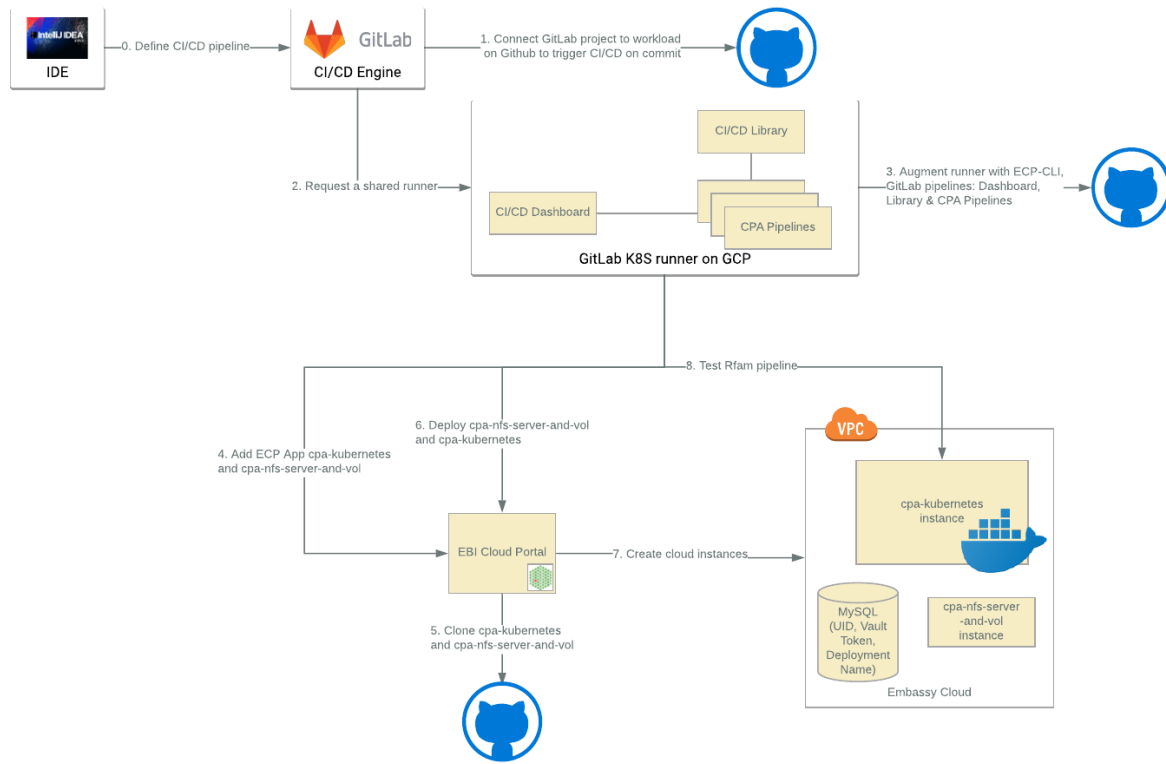 IntelliJ IDEA
IDE
0. Define CI/CD pipeline
GitLab
CI/CD Engine
1. Connect GitLab project to workload
on Github to trigger CI/CD on commit
2. Request a shared runner
CI/CD Library
CI/CD Dashboard
CPA Pipelines
GitLab K8S runner on GCP
3. Augment runner with ECP-CLI,
GitLab pipelines: Dashboard,
Library & CPA Pipelines
8. Test Rfam pipeline
6. Deploy cpa-nfs-server-and-vol
and cpa-kubernetes
4. Add ECP App cpa-kubernetes
and cpa-nfs-server-and-vol
VPC
cpa-kubernetes
instance
EBI Cloud Portal
7. Create cloud instances
MySQL
(UID, Vault
Token,
Deployment
Name)
cpa-nfs-server
-and-vol
instance
Embassy Cloud
5. Clone cpa-kubernetes
and cpa-nfs-server-and-vol